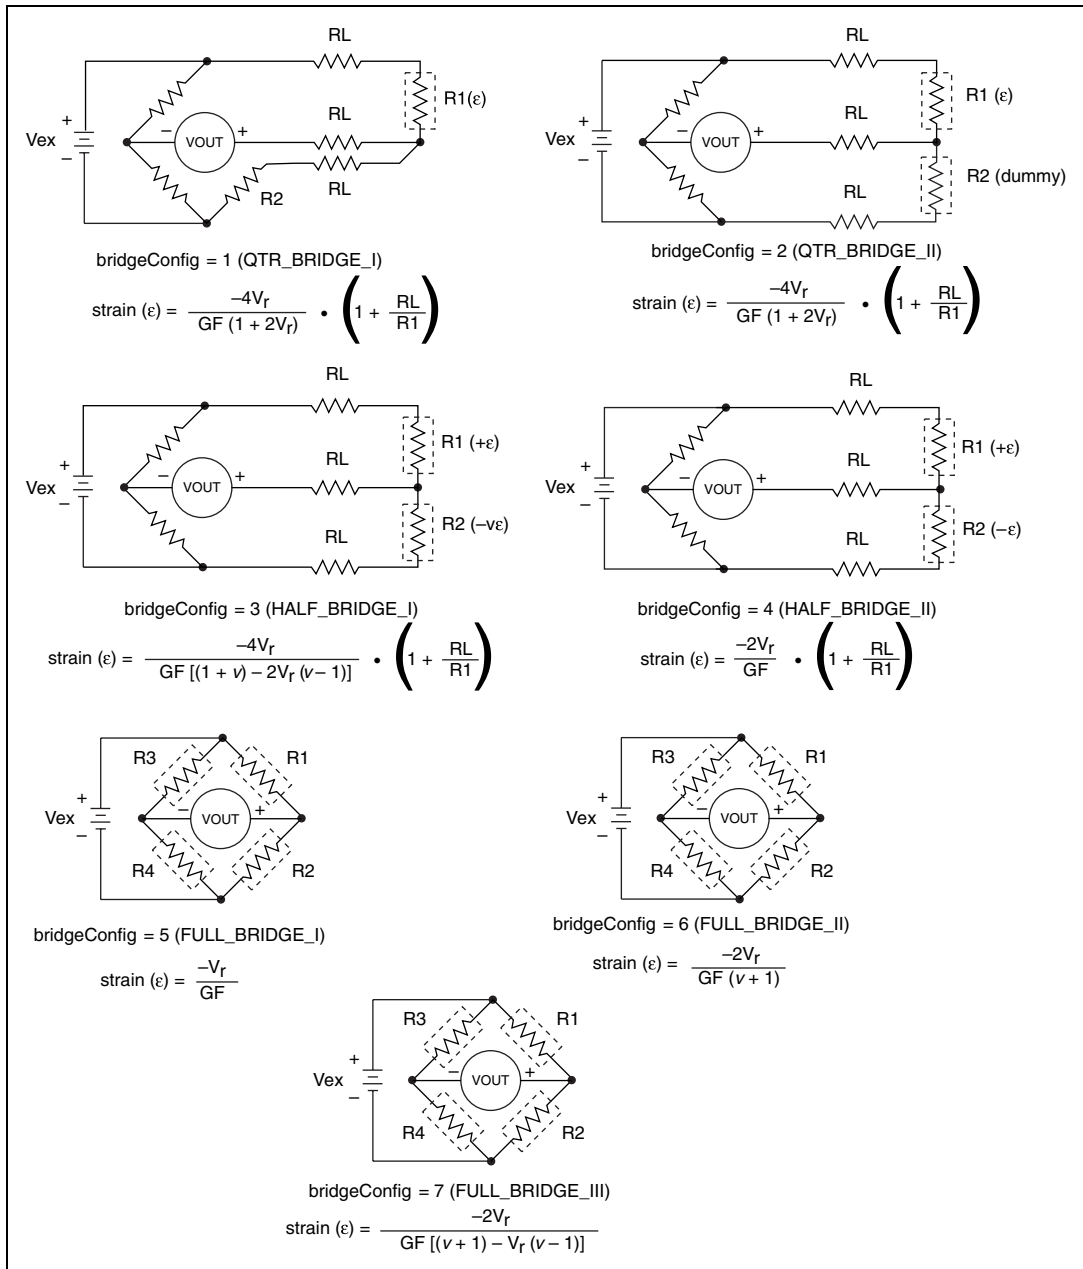 RL
R1(ε)
RL
Vex + −
− VOUT +
R2
RL
bridgeConfig = 1 (QTR_BRIDGE_I)
strain (ε) = −4Vr / GF (1 + 2Vr) • (1 + RL / R1)
RL
R1 (ε)
RL
Vex + −
− VOUT +
R2 (dummy)
RL
bridgeConfig = 2 (QTR_BRIDGE_II)
strain (ε) = −4Vr / GF (1 + 2Vr) • (1 + RL / R1)
RL
R1 (+ε)
RL
Vex + −
− VOUT +
R2 (−vε)
RL
bridgeConfig = 3 (HALF_BRIDGE_I)
strain (ε) = −4Vr / GF [(1 + v) − 2Vr (v − 1)] • (1 + RL / R1)
RL
R1 (+ε)
RL
Vex + −
− VOUT +
R2 (−ε)
RL
bridgeConfig = 4 (HALF_BRIDGE_II)
strain (ε) = −2Vr / GF • (1 + RL / R1)
R3
R1
Vex + −
− VOUT +
R4
R2
bridgeConfig = 5 (FULL_BRIDGE_I)
strain (ε) = −Vr / GF
R3
R1
Vex + −
− VOUT +
R4
R2
bridgeConfig = 6 (FULL_BRIDGE_II)
strain (ε) = −2Vr / GF (v + 1)
R3
R1
Vex + −
− VOUT +
R4
R2
bridgeConfig = 7 (FULL_BRIDGE_III)
strain (ε) = −2Vr / GF [(v + 1) − Vr (v − 1)]